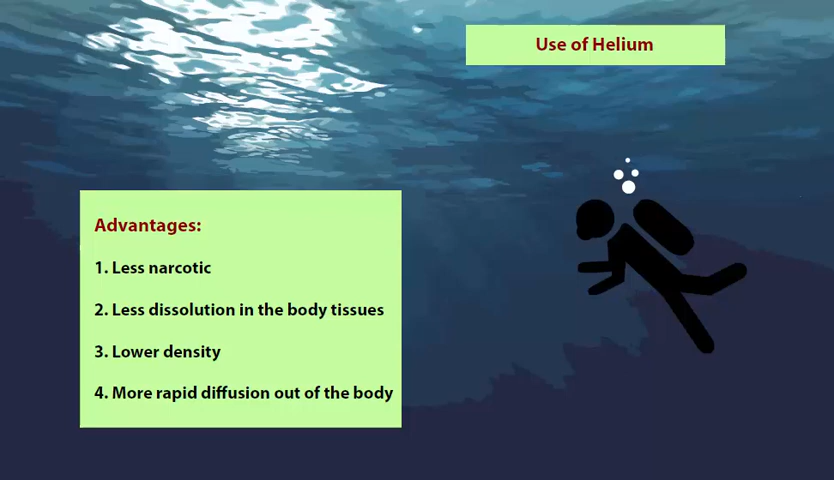 Use of Helium
Advantages:
1. Less narcotic
2. Less dissolution in the body tissues
3. Lower density
4. More rapid diffusion out of the body